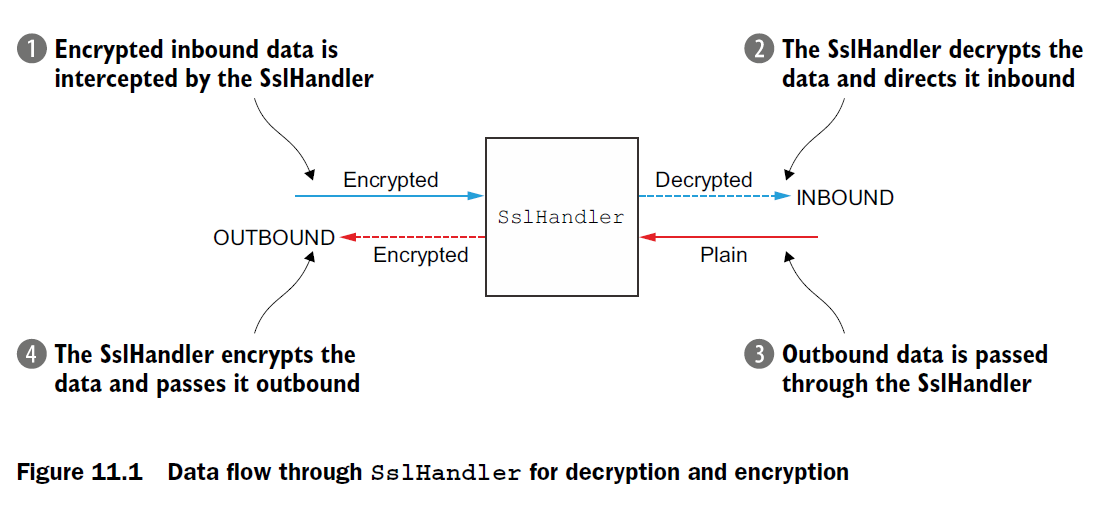 1 Encrypted inbound data is
intercepted by the SslHandler
2 The SslHandler decrypts the
data and directs it inbound
Encrypted
Decrypted
SslHandler
INBOUND
OUTBOUND
Encrypted
Plain
4 The SslHandler encrypts the
data and passes it outbound
3 Outbound data is passed
through the SslHandler
Figure 11.1 Data flow through SslHandler for decryption and encryption